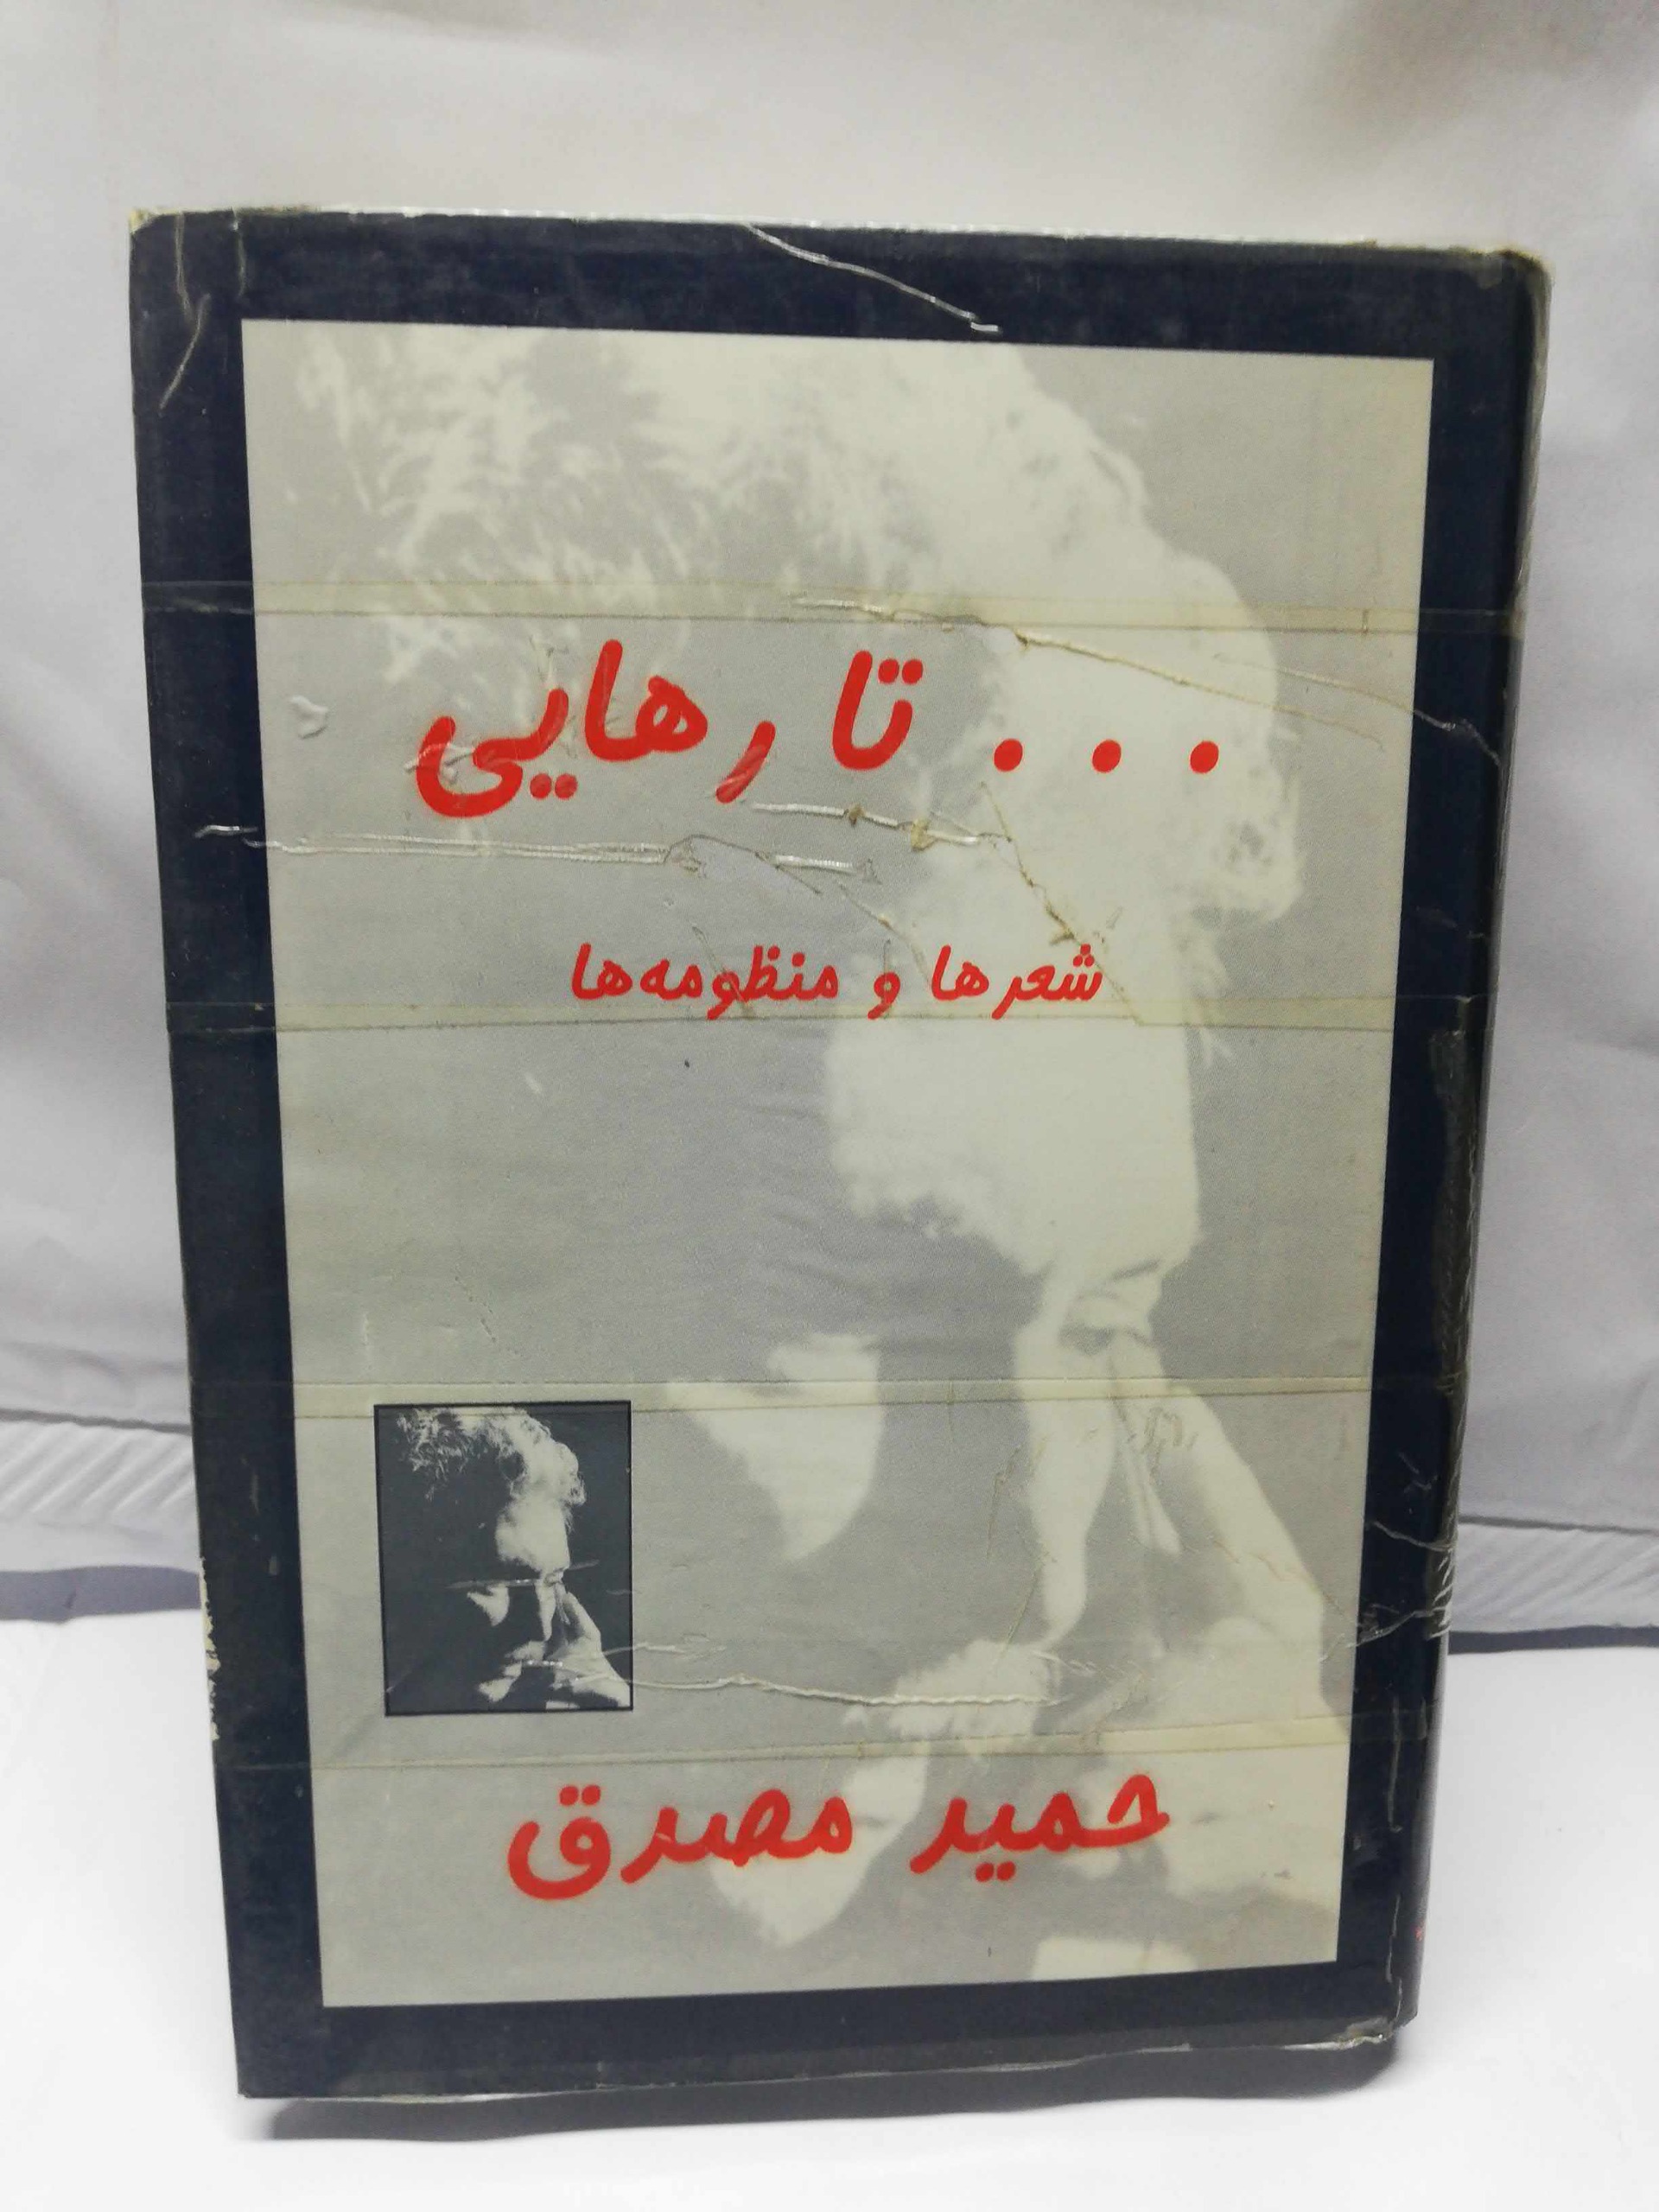 ... تا رهایی
شعرها و منظومه‌ها
حمید مصدق